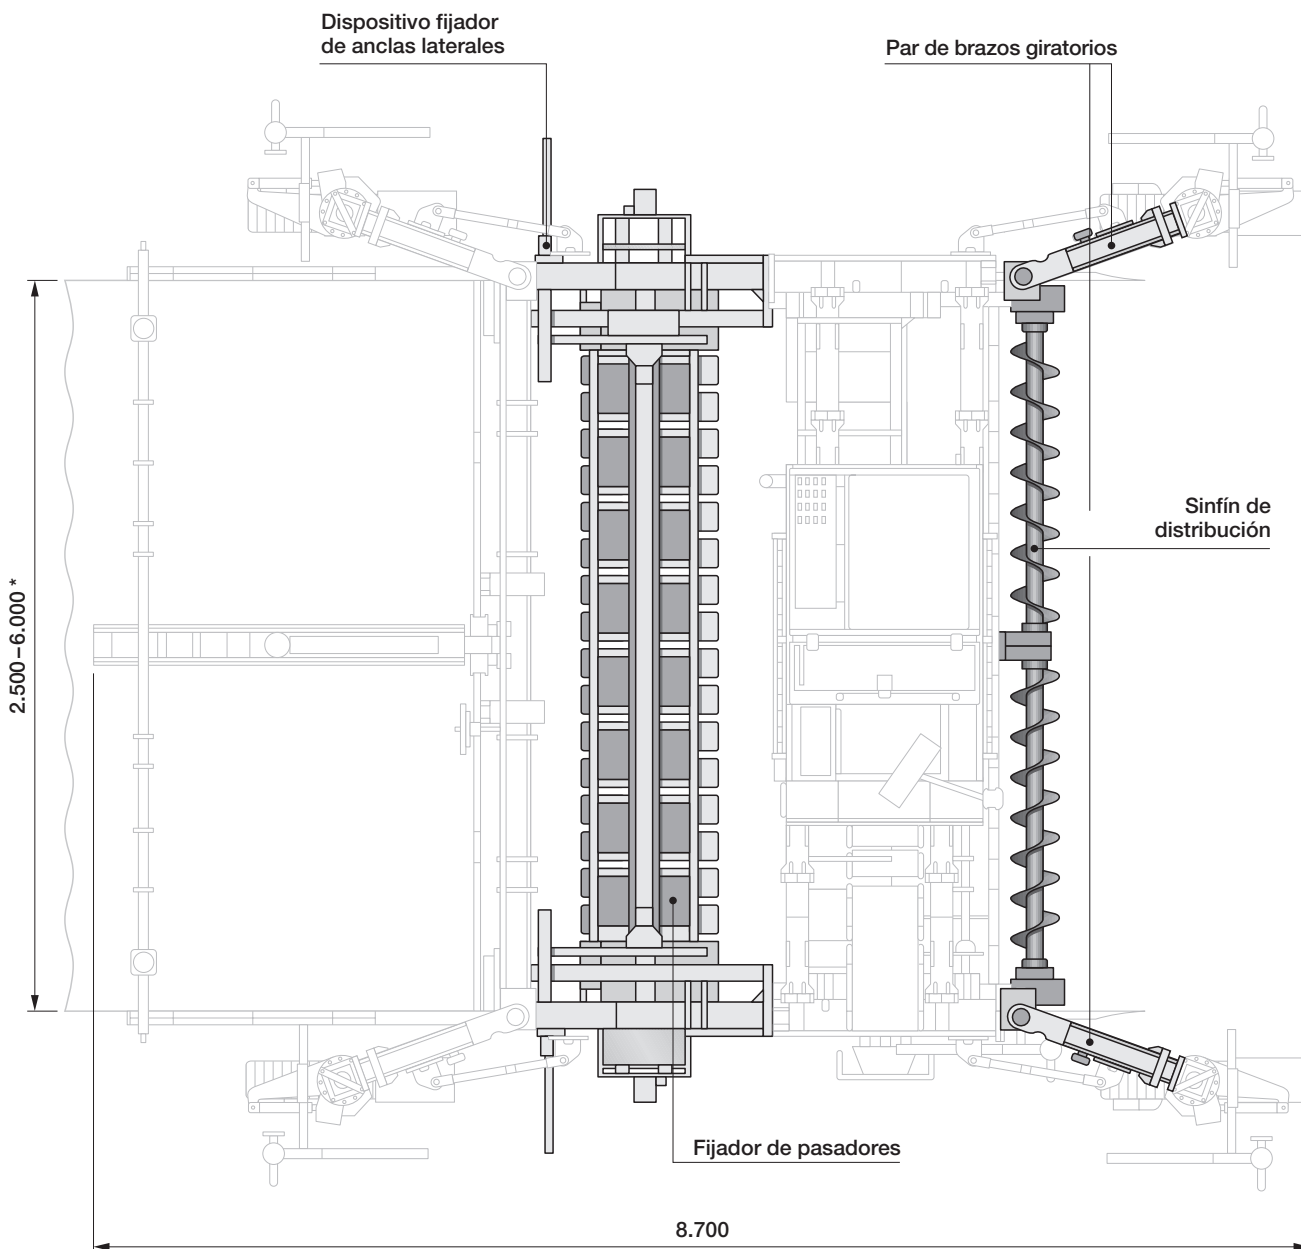 Dispositivo fijador
de anclas laterales
Par de brazos giratorios
Sinfín de
distribución
2.500–6.000 *
Fijador de pasadores
8.700